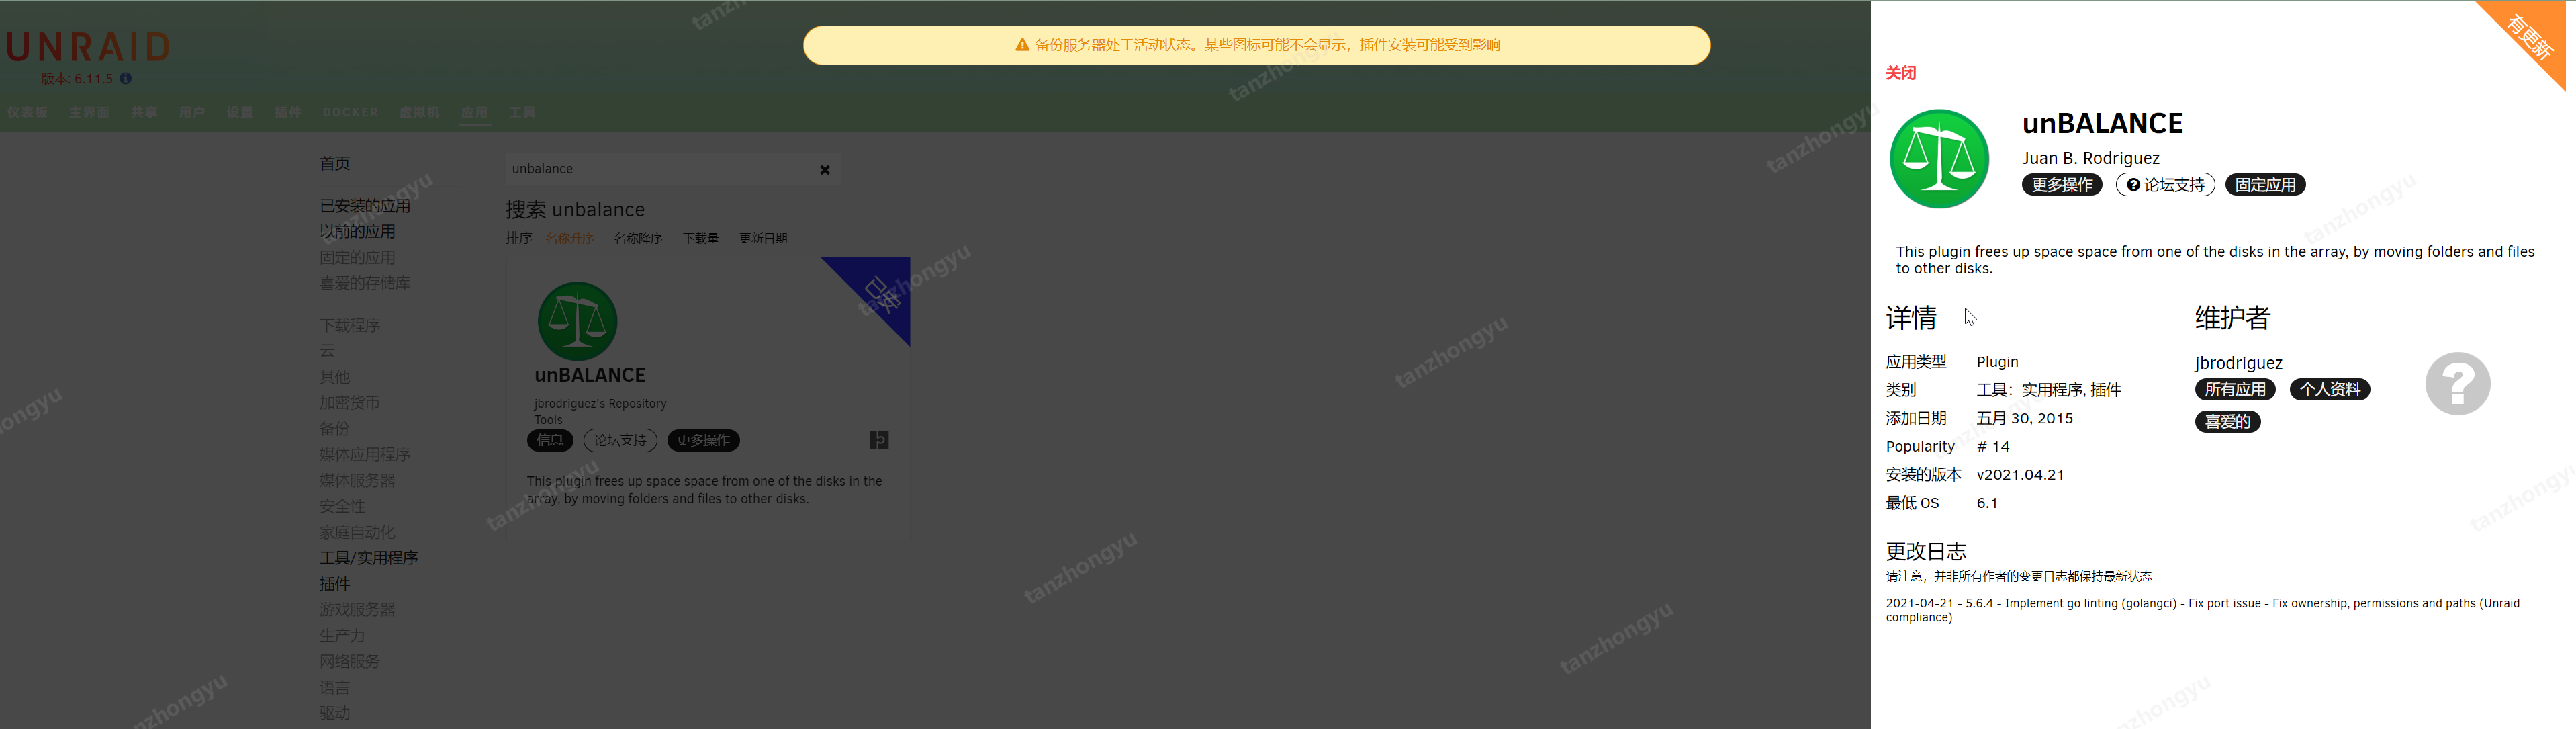 UNRAID
版本: 6.11.5
备份服务器处于活动状态。某些图标可能不会显示，插件安装可能受到影响
仪表板 主界面 共享 用户 设置 插件 DOCKER 虚拟机 应用 工具
首页
已安装的应用
以前的应用
固定的应用
喜爱的存储库
下载程序
云
其他
加密货币
备份
媒体应用程序
媒体服务器
安全性
家庭自动化
工具/实用程序
插件
游戏服务器
生产力
网络服务
语言
驱动
unbalance
搜索 unbalance
排序 名称升序 名称降序 下载量 更新日期
已安
unBALANCE
jbrodriguez's Repository
Tools
信息 论坛支持 更多操作
This plugin frees up space space from one of the disks in the
array, by moving folders and files to other disks.
有更新
关闭
unBALANCE
Juan B. Rodriguez
更多操作 论坛支持 固定应用
This plugin frees up space space from one of the disks in the array, by moving folders and files
to other disks.
详情
应用类型 Plugin
类别 工具：实用程序, 插件
添加日期 五月 30, 2015
Popularity # 14
安装的版本 v2021.04.21
最低 OS 6.1
维护者
jbrodriguez
所有应用 个人资料
喜爱的
更改日志
请注意，并非所有作者的变更日志都保持最新状态
2021-04-21 - 5.6.4 - Implement go linting (golangci) - Fix port issue - Fix ownership, permissions and paths (Unraid
compliance)
tanzhongyu